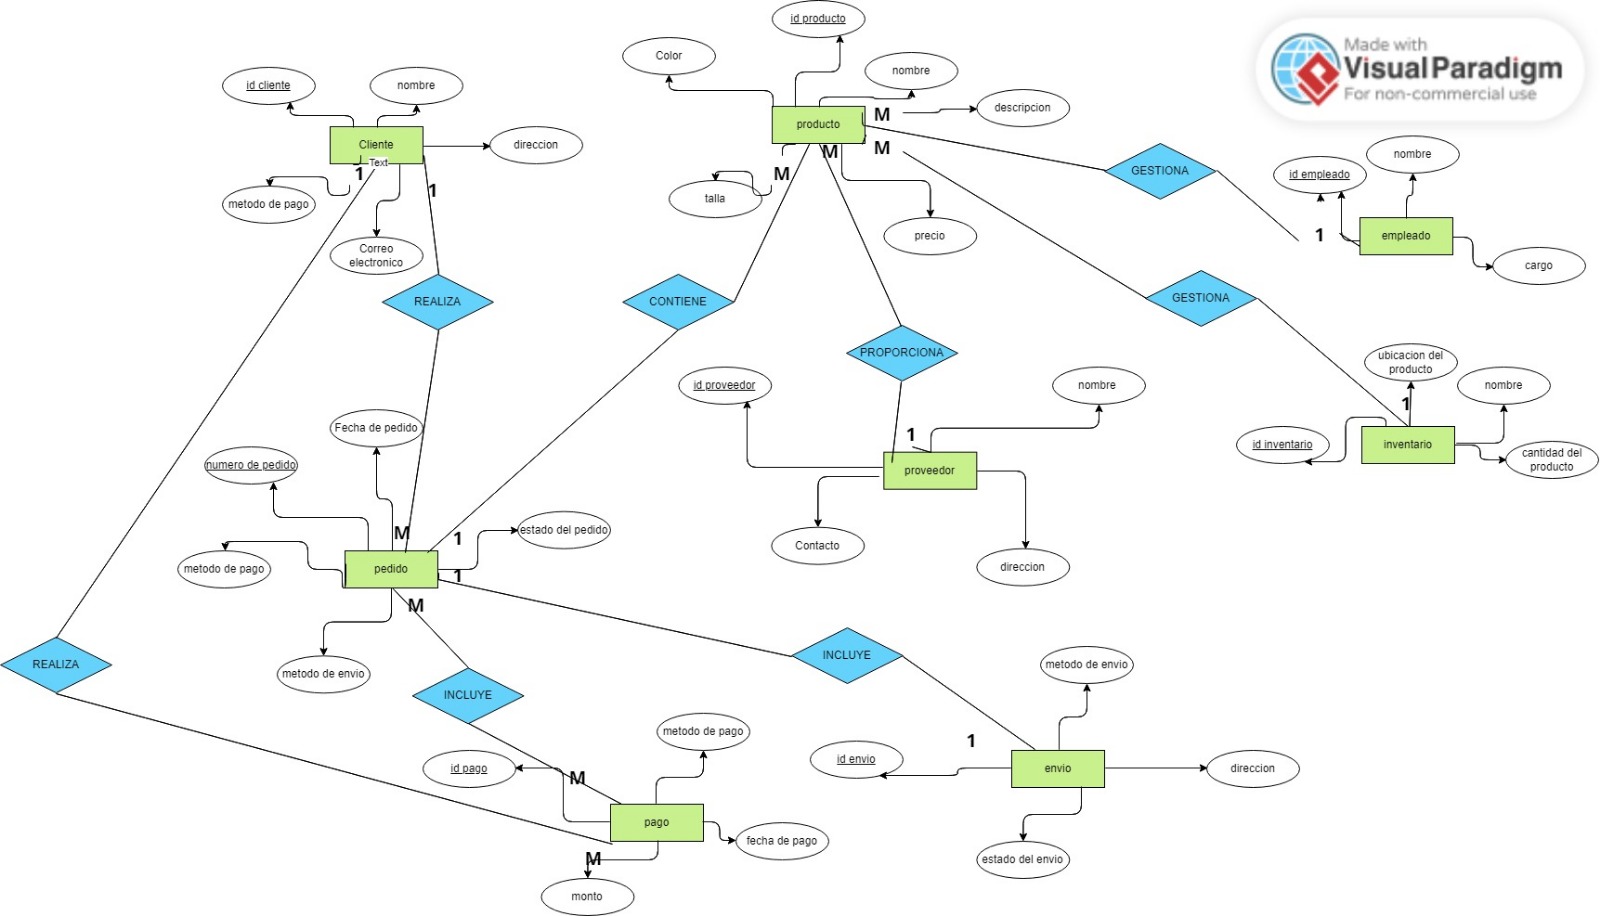 id producto
Made with
VisualParadigm
For non-commercial use
Color
nombre
id cliente
nombre
descripcion
M
producto
M
M
Cliente
Text
1
direccion
nombre
id empleado
GESTIONA
M
talla
metodo de pago
1
precio
1
empleado
Correo
electronico
cargo
REALIZA
CONTIENE
GESTIONA
PROPORCIONA
ubicacion del
producto
id proveedor
nombre
nombre
1
Fecha de pedido
1
id inventario
inventario
cantidad del
producto
numero de pedido
proveedor
M
1
estado del pedido
Contacto
metodo de pago
pedido
1
direccion
M
REALIZA
metodo de envio
INCLUYE
INCLUYE
metodo de envio
metodo de pago
1
id pago
M
id envio
envio
direccion
pago
fecha de pago
M
estado del envio
monto